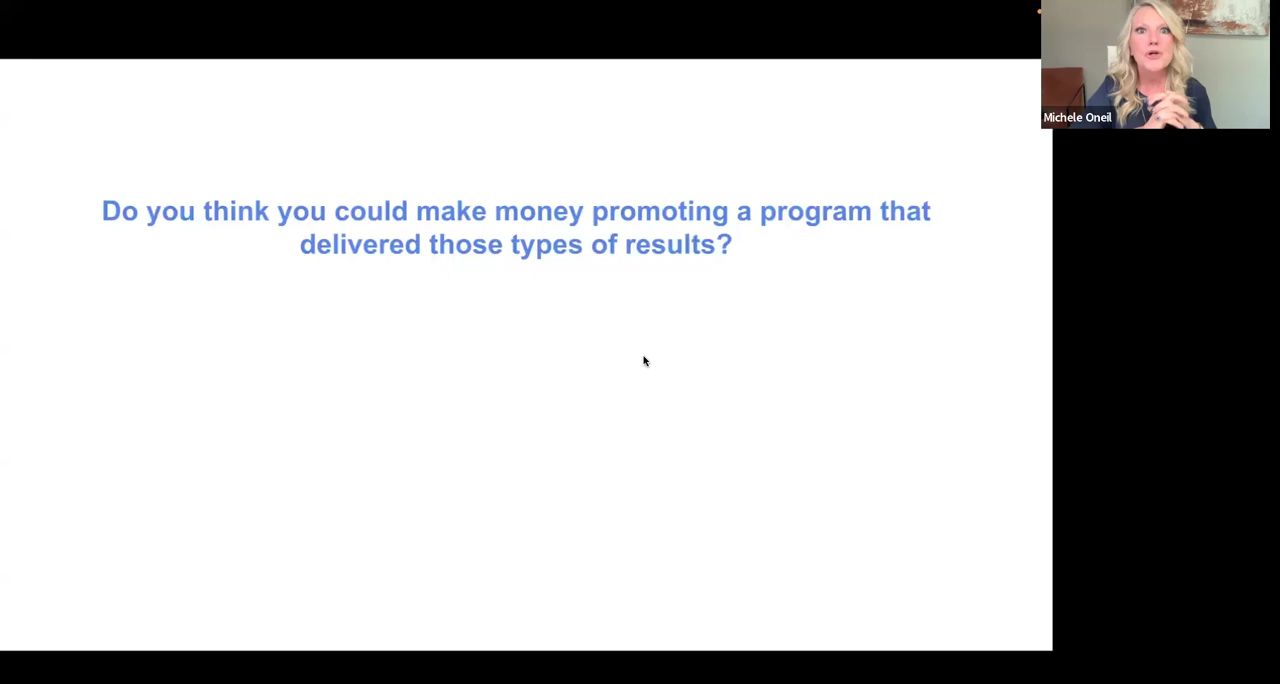 Michele Oneil
Do you think you could make money promoting a program that
delivered those types of results?